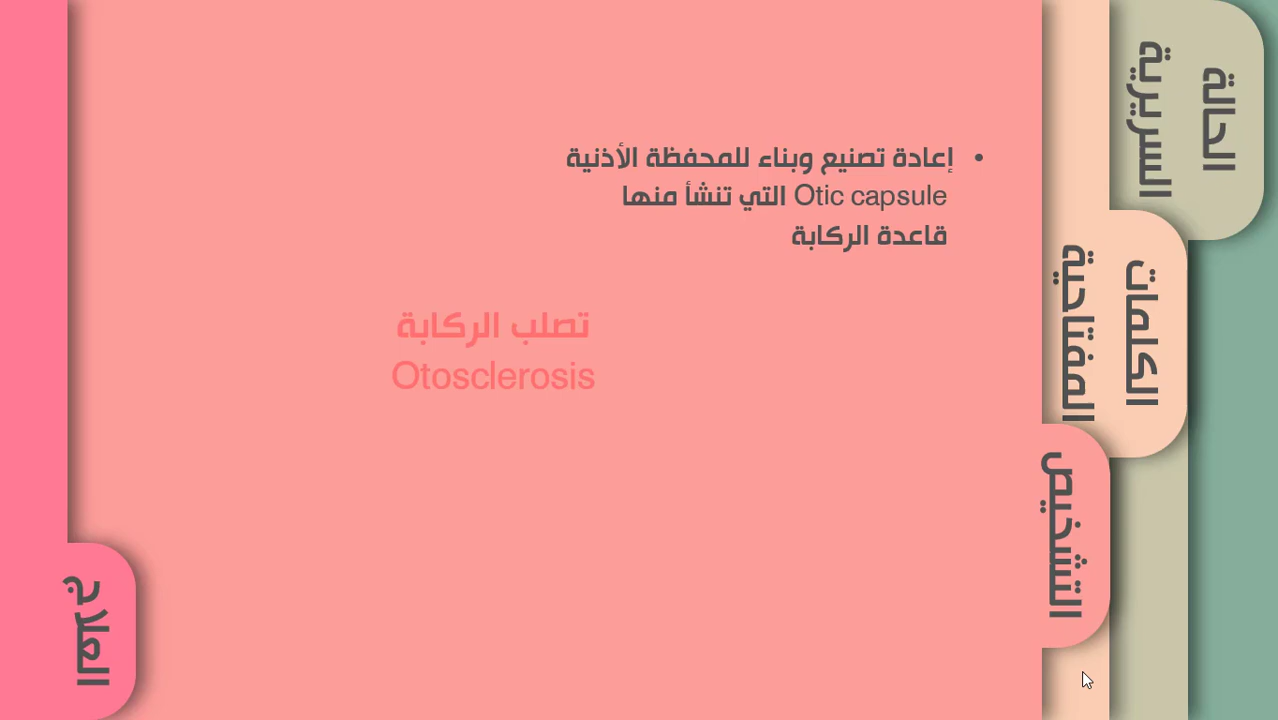 الحالة
السريرية
الكلمات
المفتاحية
التشخيص
• إعادة تصنيع وبناء للمحفظة الأذنية
Otic capsule التي تنشأ منها
قاعدة الركابة
تصلب الركابة
Otosclerosis
العلاج